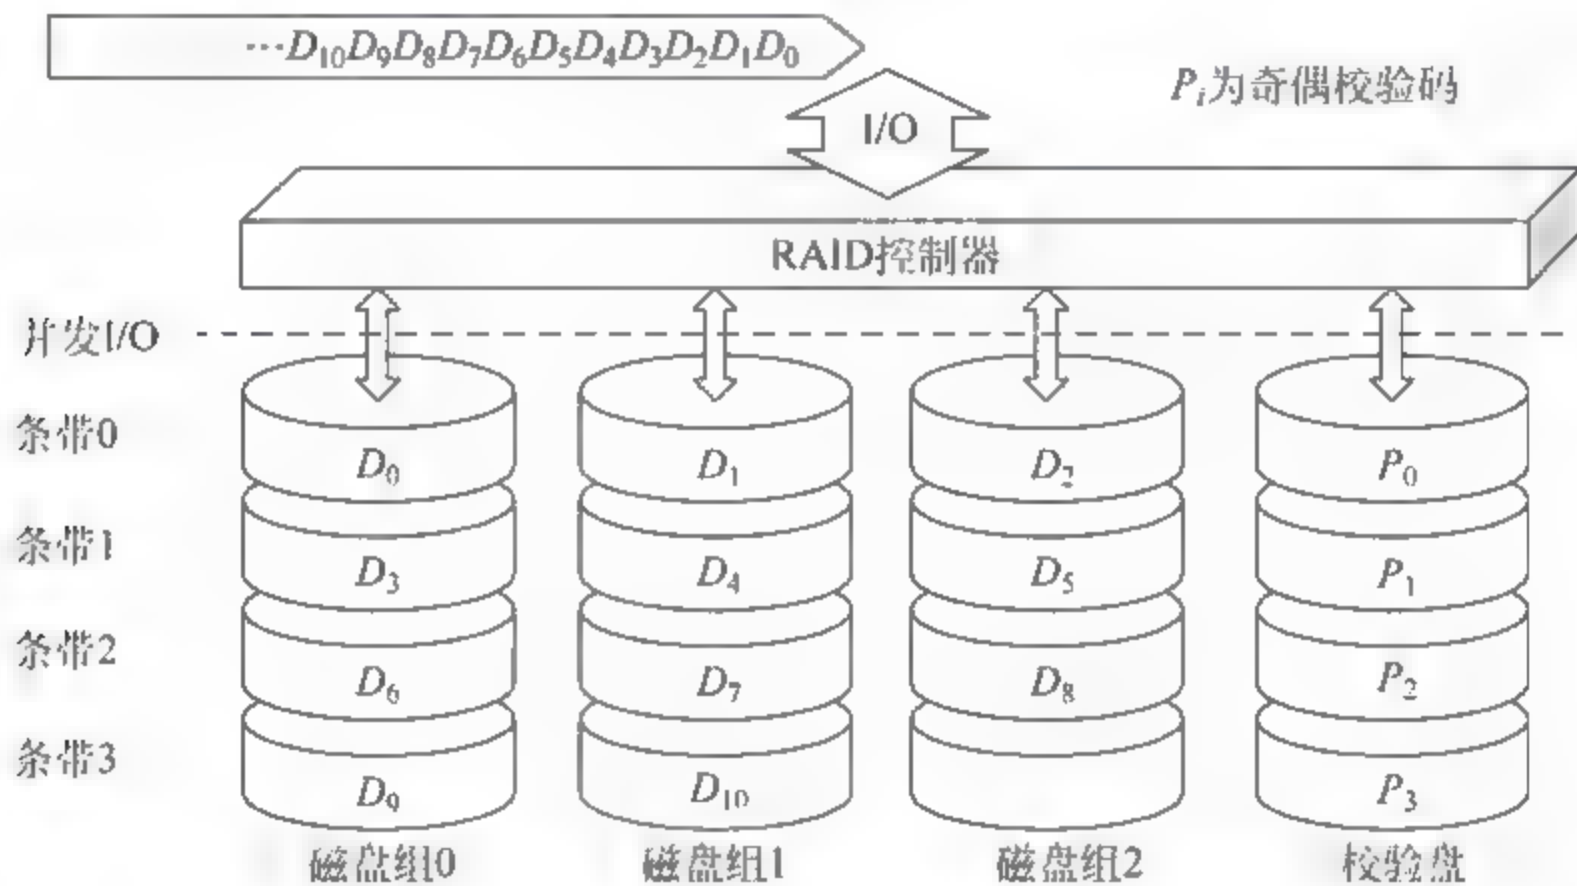 …D₁₀D₉D₈D₇D₆D₅D₄D₃D₂D₁D₀
Pᵢ为奇偶校验码
I/O
RAID控制器
并发I/O
条带0
D₀
D₁
D₂
P₀
条带1
D₃
D₄
D₅
P₁
条带2
D₆
D₇
D₈
P₂
条带3
D₉
D₁₀
P₃
磁盘组0
磁盘组1
磁盘组2
校验盘